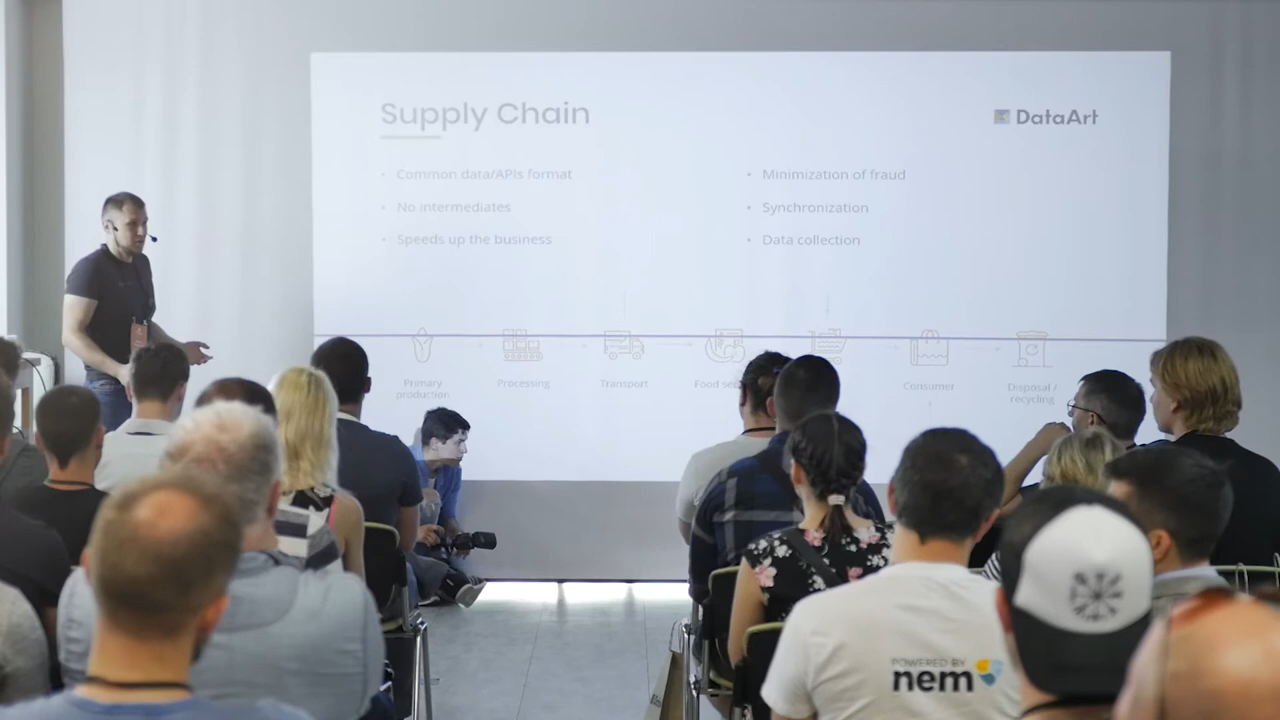 Supply Chain
DataArt
• Common data/APIs format
• No intermediates
• Speeds up the business
• Minimization of fraud
• Synchronization
• Data collection
Primary
production
Processing
Transport
Food
Consumer
Disposal /
recycling
POWERED BY
nem